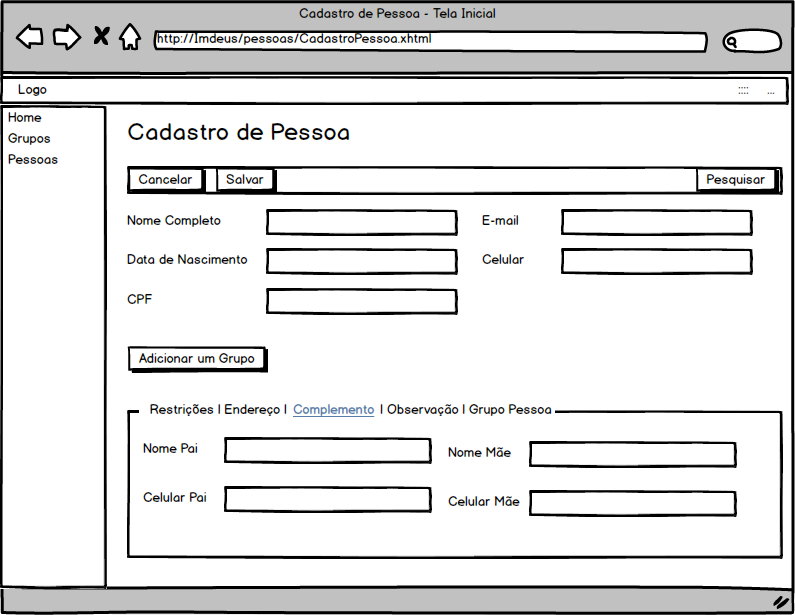 Cadastro de Pessoa - Tela Inicial
http://Imdeus/pessoas/CadastroPessoa.xhtml
Logo :::: ...
Home
Grupos
Pessoas
Cadastro de Pessoa
Cancelar Salvar Pesquisar
Nome Completo E-mail
Data de Nascimento Celular
CPF
Adicionar um Grupo
Restrições | Endereço | Complemento | Observação | Grupo Pessoa
Nome Pai Nome Mãe
Celular Pai Celular Mãe